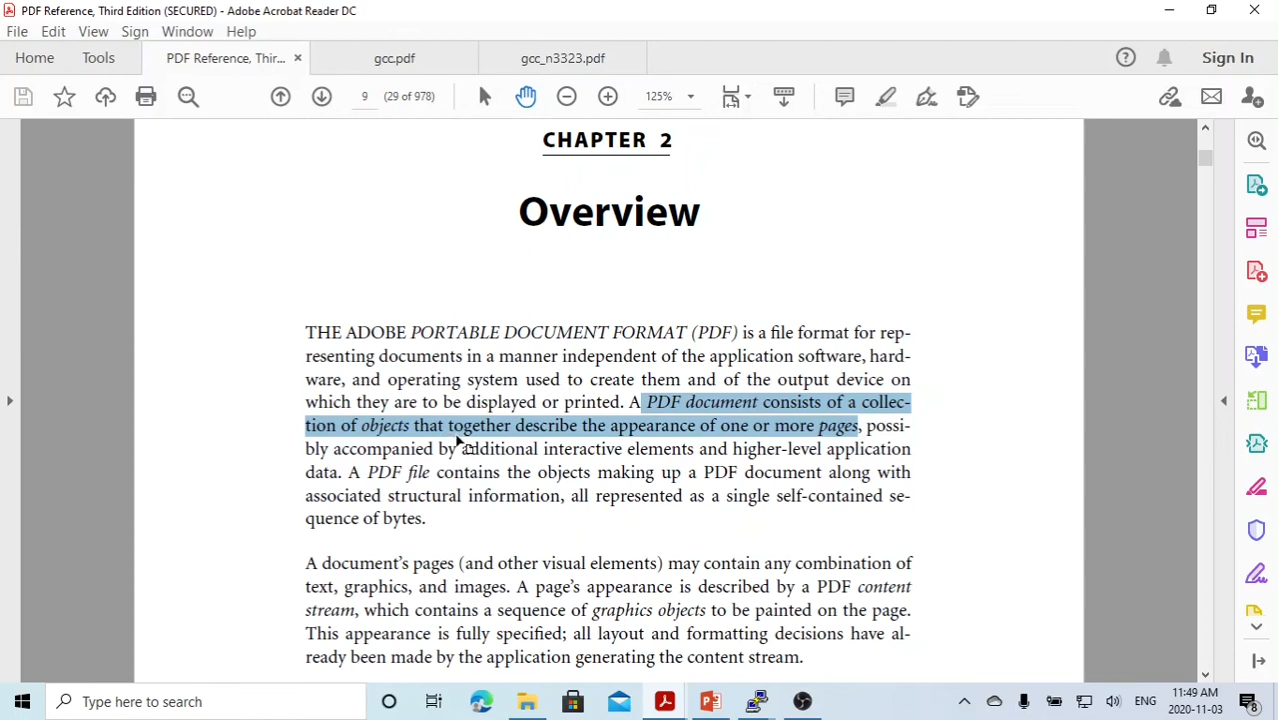 PDF Reference, Third Edition (SECURED) - Adobe Acrobat Reader DC
File Edit View Sign Window Help
Home Tools PDF Reference, Thir... gcc.pdf gcc_n3323.pdf Sign In
9 (29 of 978) 125%
CHAPTER 2
Overview
THE ADOBE PORTABLE DOCUMENT FORMAT (PDF) is a file format for rep-
resenting documents in a manner independent of the application software, hard-
ware, and operating system used to create them and of the output device on
which they are to be displayed or printed. A PDF document consists of a collec-
tion of objects that together describe the appearance of one or more pages, possi-
bly accompanied by additional interactive elements and higher-level application
data. A PDF file contains the objects making up a PDF document along with
associated structural information, all represented as a single self-contained se-
quence of bytes.
A document's pages (and other visual elements) may contain any combination of
text, graphics, and images. A page's appearance is described by a PDF content
stream, which contains a sequence of graphics objects to be painted on the page.
This appearance is fully specified; all layout and formatting decisions have al-
ready been made by the application generating the content stream.
Type here to search
ENG
11:49 AM
2020-11-03
8